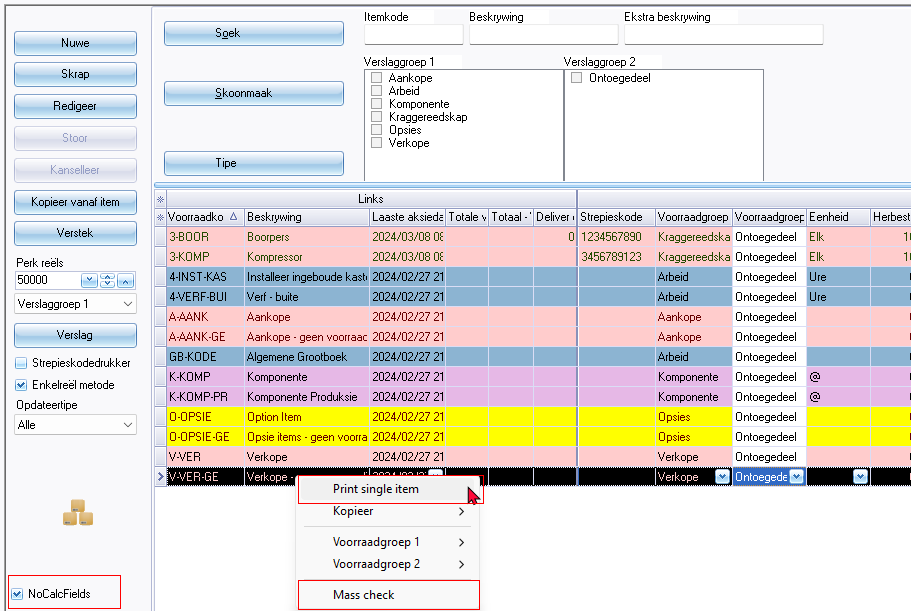 Nuwe
Skrap
Redigeer
Stoor
Kanselleer
Kopieer vanaf item
Verstek
Perk reëls
50000
Verslaggroep 1
Verslag
Strepieskodedrukker
Enkelreël metode
Opdateertipe
Alle
NoCalcFields
Soek
Skoonmaak
Tipe
Itemkode Beskrywing Ekstra beskrywing
Verslaggroep 1 Verslaggroep 2
Aankope Ontoegedeel
Arbeid
Komponente
Kraggereedskap
Opsies
Verkope
Links
Voorraadko Beskrywing Laaste aksieda Totale v Totaal - Deliver Strepieskode Voorraadgroep Voorraadgroep Eenheid Herbest
3-BOOR Boorpers 2024/03/08 08 0 1234567890 Kraggereedska Ontoegedeel Elk
3-KOMP Kompressor 2024/03/08 08 3456789123 Kraggereedska Ontoegedeel Elk
4-INST-KAS Installeer ingeboude kaste 2024/02/27 21 Arbeid Ontoegedeel Ure
4-VERF-BUI Verf - buite 2024/02/27 21 Arbeid Ontoegedeel Ure
A-AANK Aankope 2024/02/27 21 Aankope Ontoegedeel
A-AANK-GE Aankope - geen voorraad 2024/02/27 21 Aankope Ontoegedeel
GB-KODE Algemene Grootboek 2024/02/27 21 Arbeid Ontoegedeel
K-KOMP Komponente 2024/02/27 21 Komponente Ontoegedeel @
K-KOMP-PR Komponente Produksie 2024/02/27 21 Komponente Ontoegedeel @
O-OPSIE Option Item 2024/02/27 21 Opsies Ontoegedeel
O-OPSIE-GE Opsie items - geen voorra 2024/02/27 21 Opsies Ontoegedeel
V-VER Verkope 2024/02/27 21 Verkope Ontoegedeel
V-VER-GE Verkope - Verkope Ontoegede
Print single item
Kopieer
Voorraadgroep 1
Voorraadgroep 2
Mass check